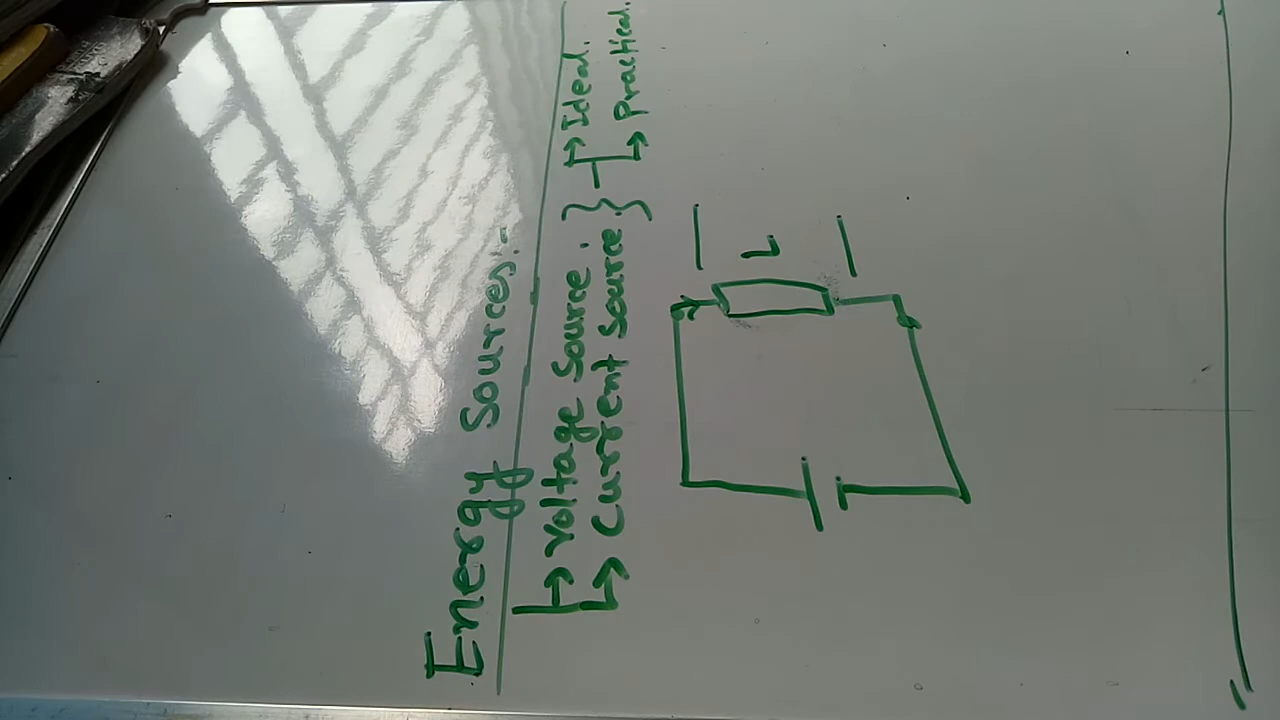 Energy Sources:-
↳ Voltage Source. } → Ideal.
↳ Current Source } → Practical.
L